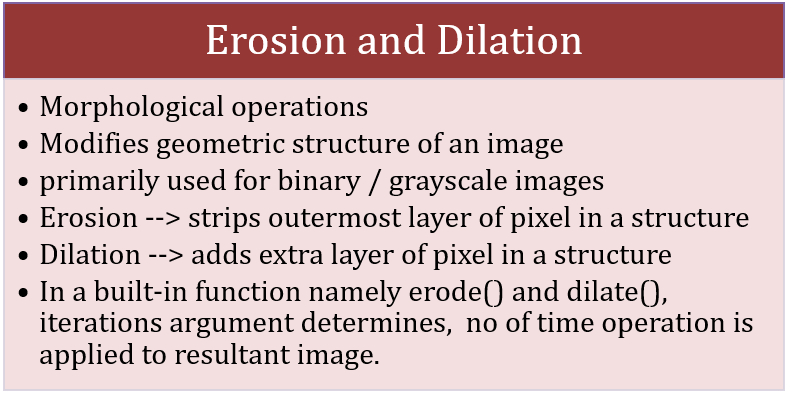 Erosion and Dilation
• Morphological operations
• Modifies geometric structure of an image
• primarily used for binary / grayscale images
• Erosion --> strips outermost layer of pixel in a structure
• Dilation --> adds extra layer of pixel in a structure
• In a built-in function namely erode() and dilate(),
iterations argument determines,  no of time operation is
applied to resultant image.